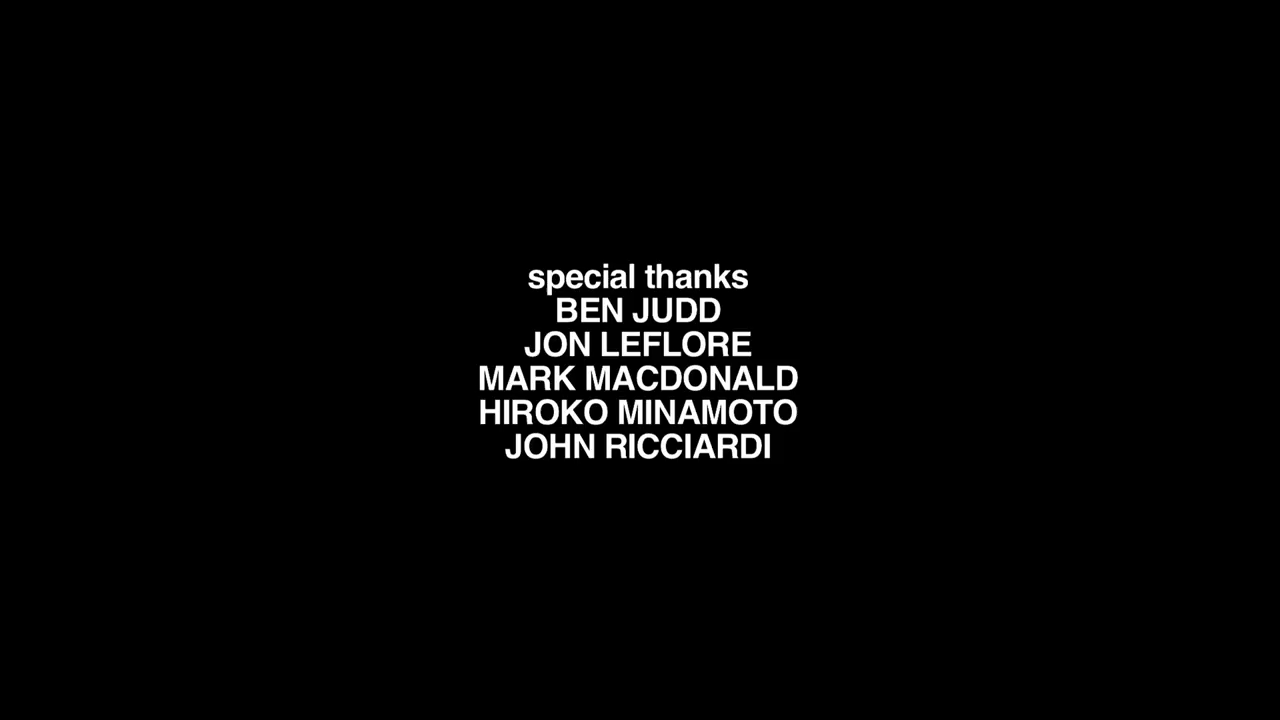 special thanks
BEN JUDD
JON LEFLORE
MARK MACDONALD
HIROKO MINAMOTO
JOHN RICCIARDI